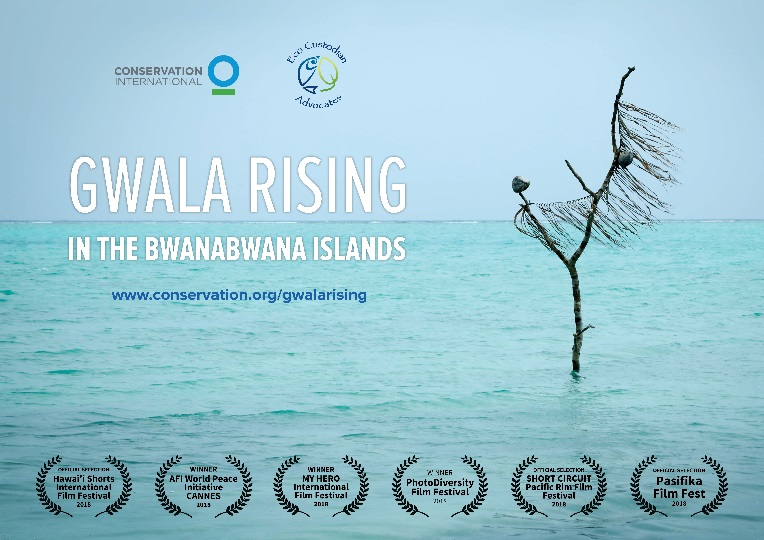 CONSERVATION
INTERNATIONAL
Eco Custodian
Advocates
GWALA RISING
IN THE BWANABWANA ISLANDS
www.conservation.org/gwalarising
OFFICIAL SELECTION
Hawai'i Shorts
International
Film Festival
2018
WINNER
AFI World Peace
Initiative
CANNES
2018
WINNER
MY HERO
International
Film Festival
2018
WINNER
PhotoDiversity
Film Festival
2018
OFFICIAL SELECTION
SHORT CIRCUIT
Pacific Rim Film
Festival
2018
OFFICIAL SELECTION
Pasifika
Film Fest
2018